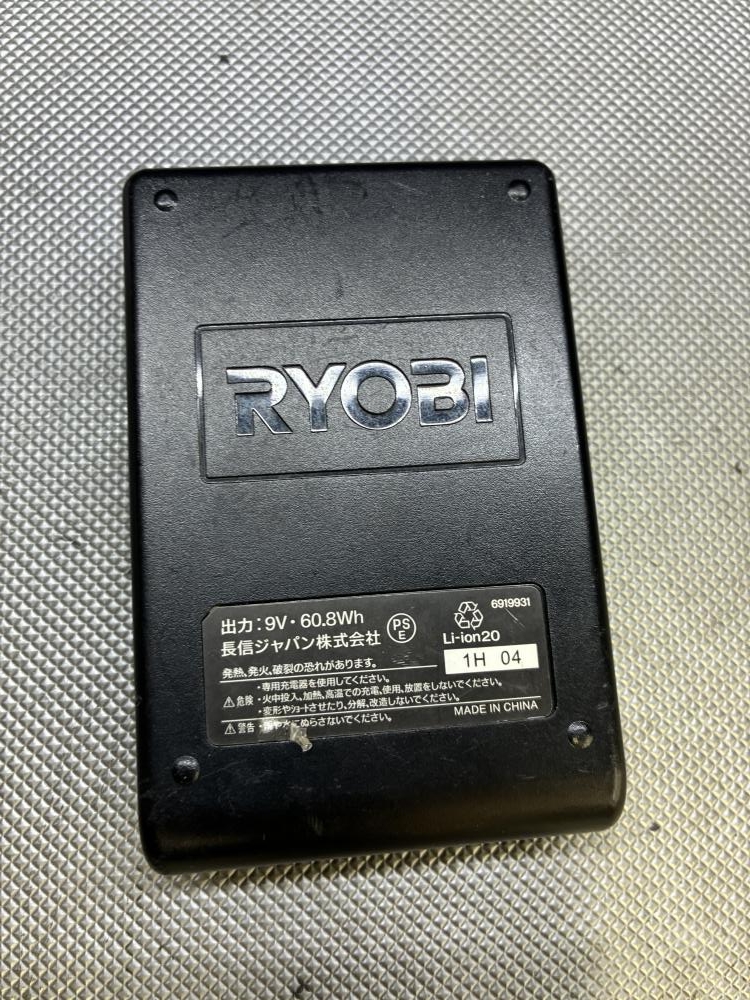 RYOBI
出力：9V・60.8Wh
長信ジャパン株式会社
PS
E
6919931
Li-ion20
1H 04
発熱、発火、破裂の恐れがあります。
⚠危険
・専用充電器を使用してください。
・火中投入、加熱、高温での充電、使用、放置をしないでください。
・変形やショートさせたり、分解、改造しないでください。
⚠警告
水にぬらさないでください。
MADE IN CHINA